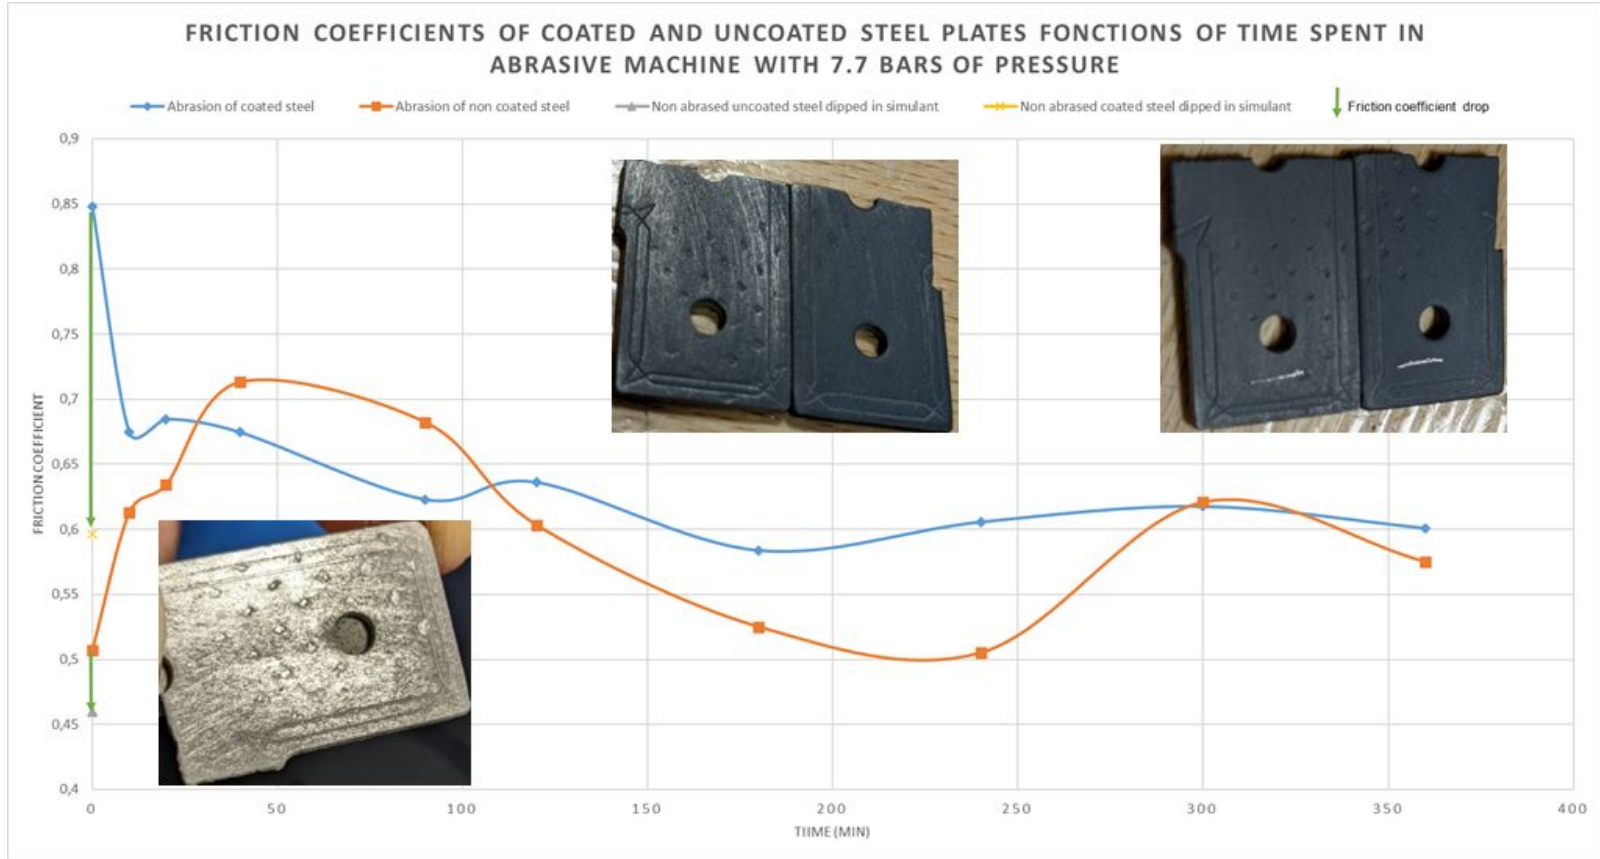 FRICTION COEFFICIENTS OF COATED AND UNCOATED STEEL PLATES FONCTIONS OF TIME SPENT IN
ABRASIVE MACHINE WITH 7.7 BARS OF PRESSURE
Abrasion of coated steel
Abrasion of non coated steel
Non abrased uncoated steel dipped in simulant
Non abrased coated steel dipped in simulant
Friction coefficient drop
FRICTION COEFFICIENT
0,9
0,85
0,8
0,75
0,7
0,65
0,6
0,55
0,5
0,45
0,4
0 50 100 150 200 250 300 350 400
TIIME (MIN)